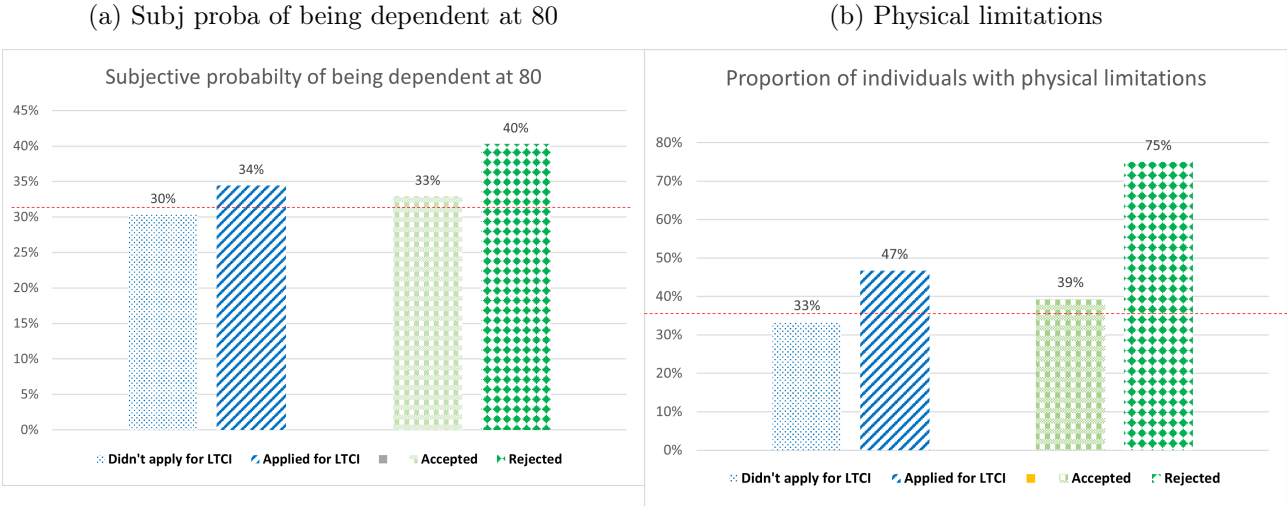 (a) Subj proba of being dependent at 80
Subjective probabilty of being dependent at 80
45%
40%
35%
30%
25%
20%
15%
10%
5%
0%
30%
34%
33%
40%
Didn't apply for LTCI
Applied for LTCI
Accepted
Rejected
(b) Physical limitations
Proportion of individuals with physical limitations
80%
70%
60%
50%
40%
30%
20%
10%
0%
33%
47%
39%
75%
Didn't apply for LTCI
Applied for LTCI
Accepted
Rejected